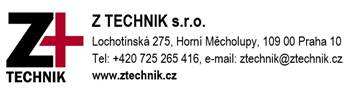 Z+
TECHNIK
Z TECHNIK s.r.o.
Lochotínská 275, Horní Měcholupy, 109 00 Praha 10
Tel: +420 725 265 416, e-mail: ztechnik@ztechnik.cz
www.ztechnik.cz